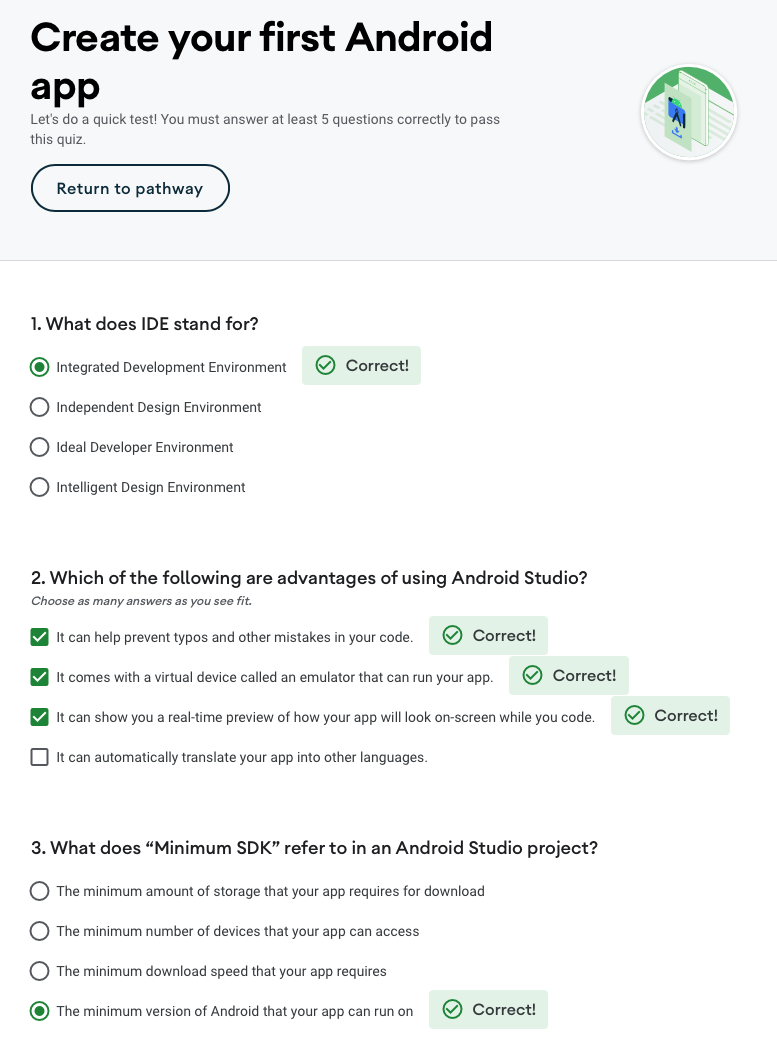 Create your first Android
app
Let's do a quick test! You must answer at least 5 questions correctly to pass
this quiz.
Return to pathway
1. What does IDE stand for?
Integrated Development Environment Correct!
Independent Design Environment
Ideal Developer Environment
Intelligent Design Environment
2. Which of the following are advantages of using Android Studio?
Choose as many answers as you see fit.
It can help prevent typos and other mistakes in your code. Correct!
It comes with a virtual device called an emulator that can run your app. Correct!
It can show you a real-time preview of how your app will look on-screen while you code. Correct!
It can automatically translate your app into other languages.
3. What does “Minimum SDK” refer to in an Android Studio project?
The minimum amount of storage that your app requires for download
The minimum number of devices that your app can access
The minimum download speed that your app requires
The minimum version of Android that your app can run on Correct!